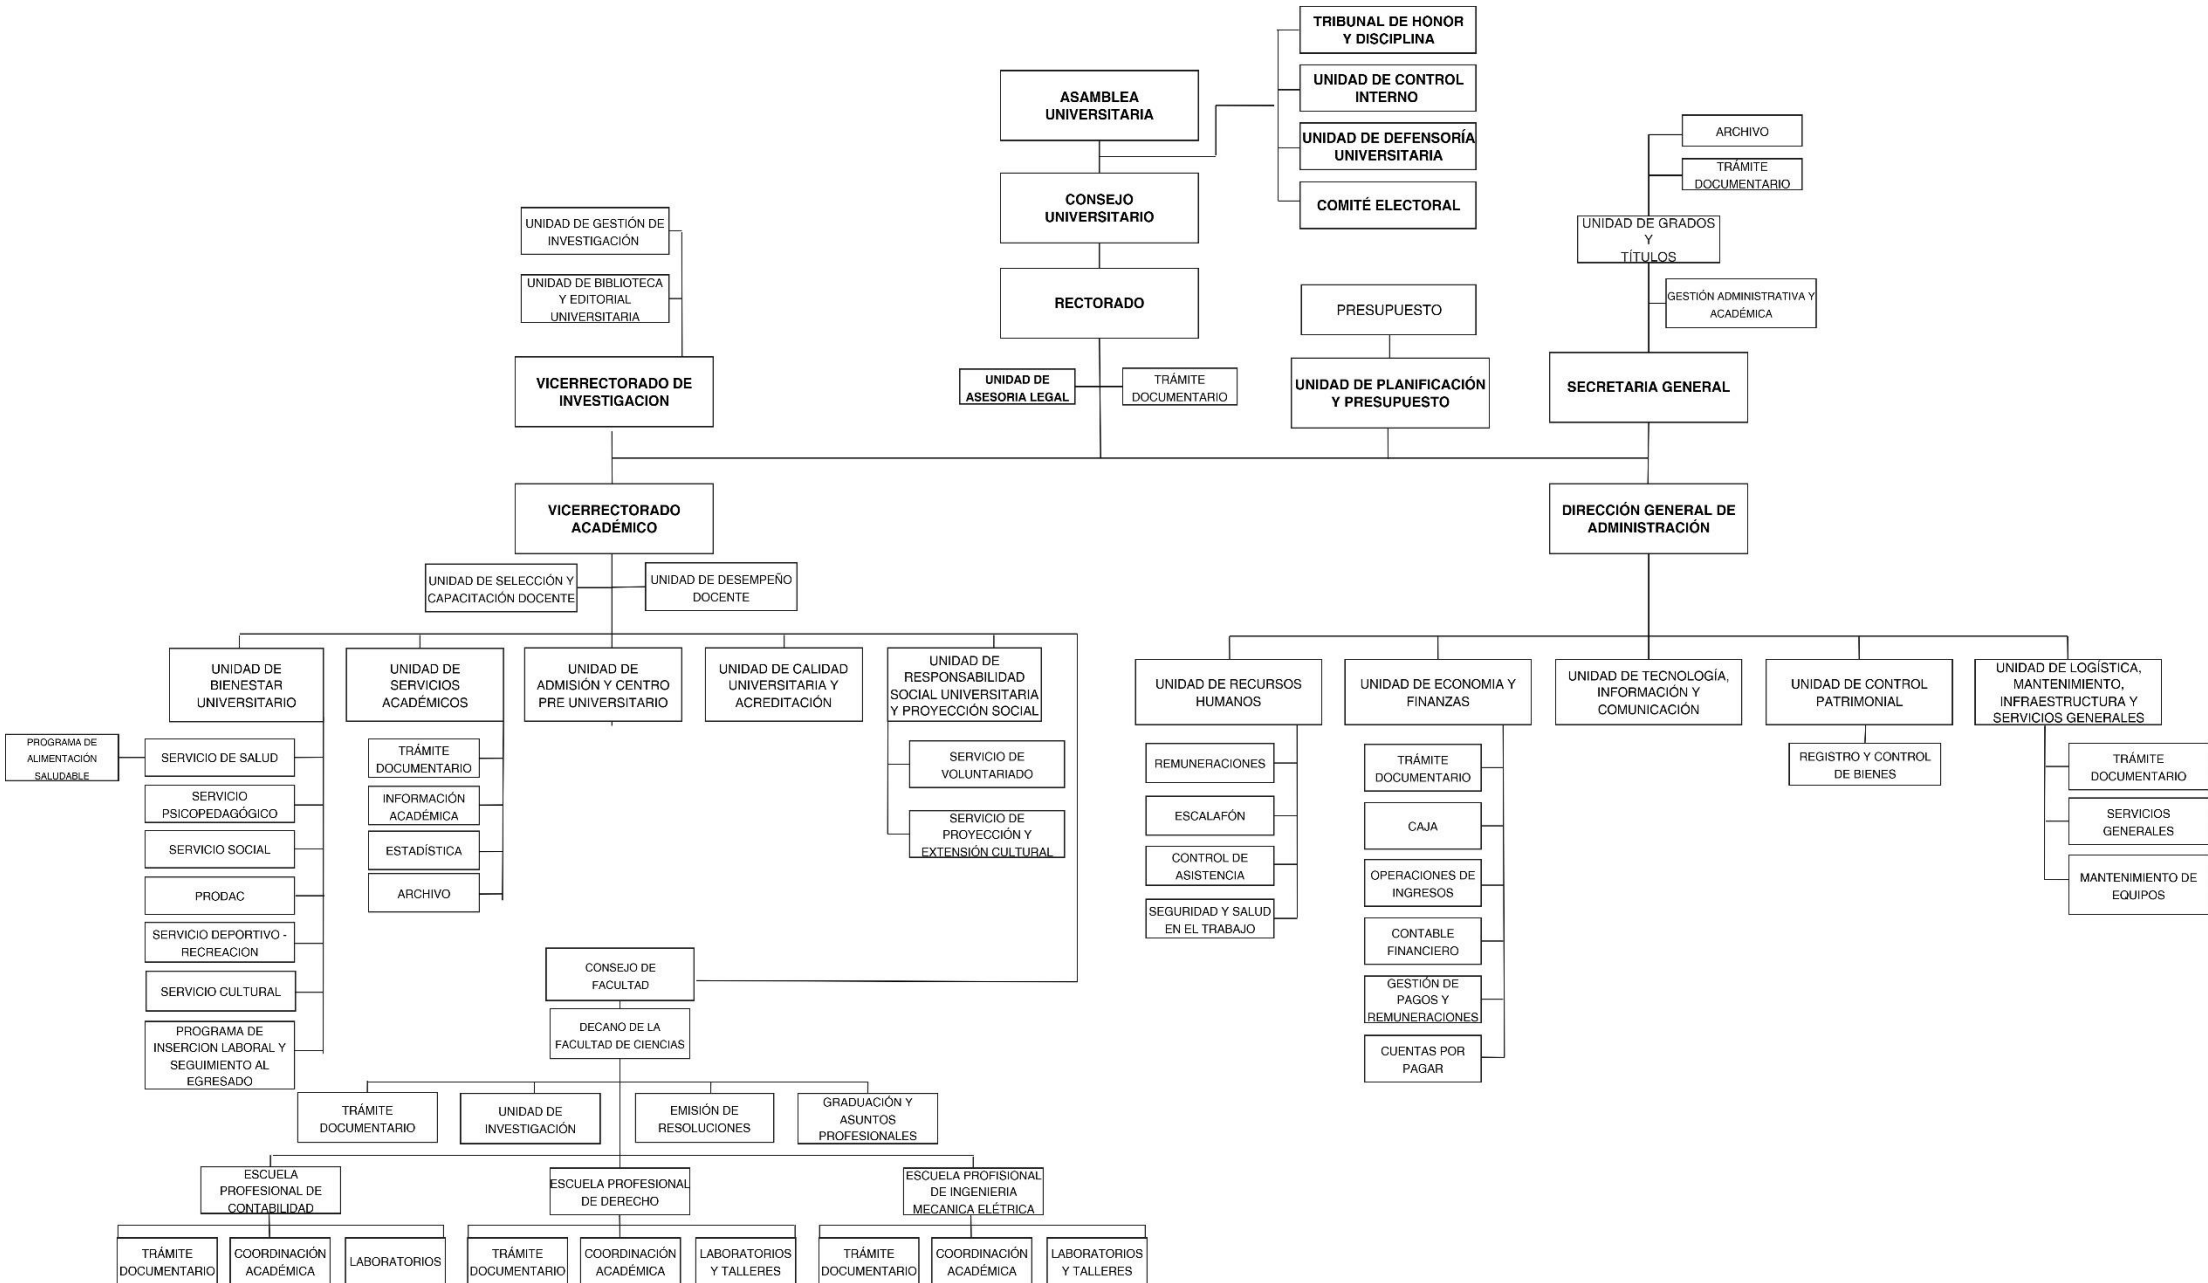 TRIBUNAL DE HONOR
Y DISCIPLINA
ASAMBLEA
UNIVERSITARIA
UNIDAD DE CONTROL
INTERNO
UNIDAD DE DEFENSORÍA
UNIVERSITARIA
COMITÉ ELECTORAL
CONSEJO
UNIVERSITARIO
RECTORADO
ARCHIVO
TRÁMITE
DOCUMENTARIO
UNIDAD DE GRADOS
Y
TÍTULOS
GESTIÓN ADMINISTRATIVA Y
ACADÉMICA
SECRETARIA GENERAL
PRESUPUESTO
UNIDAD DE PLANIFICACIÓN
Y PRESUPUESTO
UNIDAD DE
ASESORIA LEGAL
TRÁMITE
DOCUMENTARIO
UNIDAD DE GESTIÓN DE
INVESTIGACIÓN
UNIDAD DE BIBLIOTECA
Y EDITORIAL
UNIVERSITARIA
VICERRECTORADO DE
INVESTIGACION
VICERRECTORADO
ACADÉMICO
DIRECCIÓN GENERAL DE
ADMINISTRACIÓN
UNIDAD DE SELECCIÓN Y
CAPACITACIÓN DOCENTE
UNIDAD DE DESEMPEÑO
DOCENTE
UNIDAD DE
BIENESTAR
UNIVERSITARIO
UNIDAD DE
SERVICIOS
ACADÉMICOS
UNIDAD DE
ADMISIÓN Y CENTRO
PRE UNIVERSITARIO
UNIDAD DE CALIDAD
UNIVERSITARIA Y
ACREDITACIÓN
UNIDAD DE
RESPONSABILIDAD
SOCIAL UNIVERSITARIA
Y PROYECCIÓN SOCIAL
UNIDAD DE RECURSOS
HUMANOS
UNIDAD DE ECONOMIA Y
FINANZAS
UNIDAD DE TECNOLOGÍA,
INFORMACIÓN Y
COMUNICACIÓN
UNIDAD DE CONTROL
PATRIMONIAL
UNIDAD DE LOGÍSTICA,
MANTENIMIENTO,
INFRAESTRUCTURA Y
SERVICIOS GENERALES
PROGRAMA DE
ALIMENTACIÓN
SALUDABLE
SERVICIO DE SALUD
SERVICIO
PSICOPEDAGÓGICO
SERVICIO SOCIAL
PRODAC
SERVICIO DEPORTIVO -
RECREACION
SERVICIO CULTURAL
PROGRAMA DE
INSERCION LABORAL Y
SEGUIMIENTO AL
EGRESADO
TRÁMITE
DOCUMENTARIO
INFORMACIÓN
ACADÉMICA
ESTADÍSTICA
ARCHIVO
SERVICIO DE
VOLUNTARIADO
SERVICIO DE
PROYECCIÓN Y
EXTENSIÓN CULTURAL
REMUNERACIONES
ESCALAFÓN
CONTROL DE
ASISTENCIA
SEGURIDAD Y SALUD
EN EL TRABAJO
TRÁMITE
DOCUMENTARIO
CAJA
OPERACIONES DE
INGRESOS
CONTABLE
FINANCIERO
GESTIÓN DE
PAGOS Y
REMUNERACIONES
CUENTAS POR
PAGAR
REGISTRO Y CONTROL
DE BIENES
TRÁMITE
DOCUMENTARIO
SERVICIOS
GENERALES
MANTENIMIENTO DE
EQUIPOS
CONSEJO DE
FACULTAD
DECANO DE LA
FACULTAD DE CIENCIAS
TRÁMITE
DOCUMENTARIO
UNIDAD DE
INVESTIGACIÓN
EMISIÓN DE
RESOLUCIONES
GRADUACIÓN Y
ASUNTOS
PROFESIONALES
ESCUELA
PROFESIONAL DE
CONTABILIDAD
ESCUELA PROFESIONAL
DE DERECHO
ESCUELA PROFISIONAL
DE INGENIERIA
MECANICA ELÉTRICA
TRÁMITE
DOCUMENTARIO
COORDINACIÓN
ACADÉMICA
LABORATORIOS
TRÁMITE
DOCUMENTARIO
COORDINACIÓN
ACADÉMICA
LABORATORIOS
Y TALLERES
TRÁMITE
DOCUMENTARIO
COORDINACIÓN
ACADÉMICA
LABORATORIOS
Y TALLERES